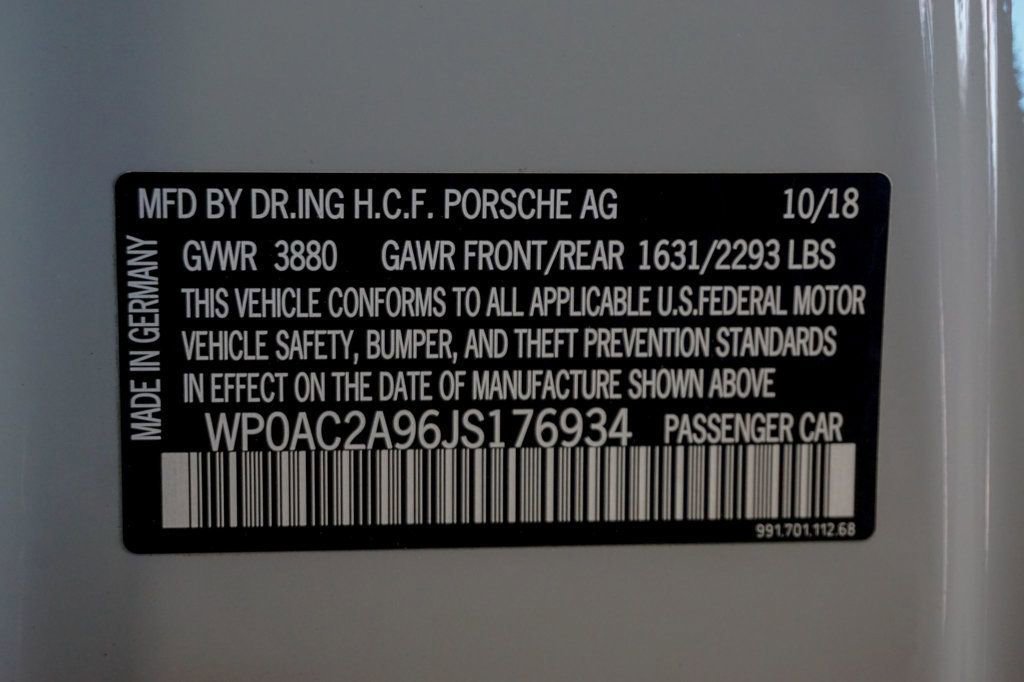 MFD BY DR.ING H.C.F. PORSCHE AG 10/18
GVWR 3880 GAWR FRONT/REAR 1631/2293 LBS
THIS VEHICLE CONFORMS TO ALL APPLICABLE U.S.FEDERAL MOTOR
VEHICLE SAFETY, BUMPER, AND THEFT PREVENTION STANDARDS
IN EFFECT ON THE DATE OF MANUFACTURE SHOWN ABOVE
WP0AC2A96JS176934 PASSENGER CAR
991.701.112.68
MADE IN GERMANY